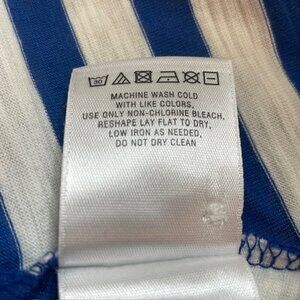 30
MACHINE WASH COLD
WITH LIKE COLORS,
USE ONLY NON-CHLORINE BLEACH,
RESHAPE LAY FLAT TO DRY,
LOW IRON AS NEEDED,
DO NOT DRY CLEAN